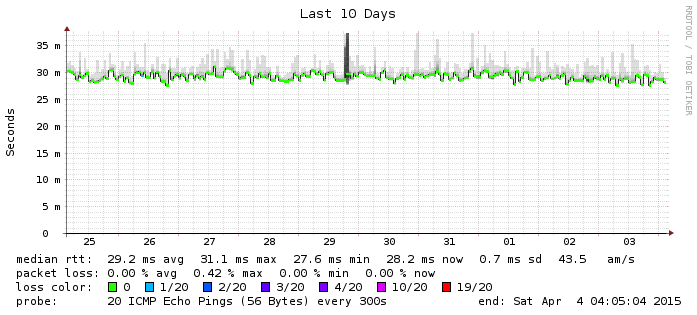 Last 10 Days
RRDTOOL / TOBI OETIKER
Seconds
35 m
30 m
25 m
20 m
15 m
10 m
5 m
0
25 26 27 28 29 30 31 01 02 03
median rtt: 29.2 ms avg 31.1 ms max 27.6 ms min 28.2 ms now 0.7 ms sd 43.5 am/s
packet loss: 0.00 % avg 0.42 % max 0.00 % min 0.00 % now
loss color: 0 1/20 2/20 3/20 4/20 10/20 19/20
probe: 20 ICMP Echo Pings (56 Bytes) every 300s end: Sat Apr 4 04:05:04 2015